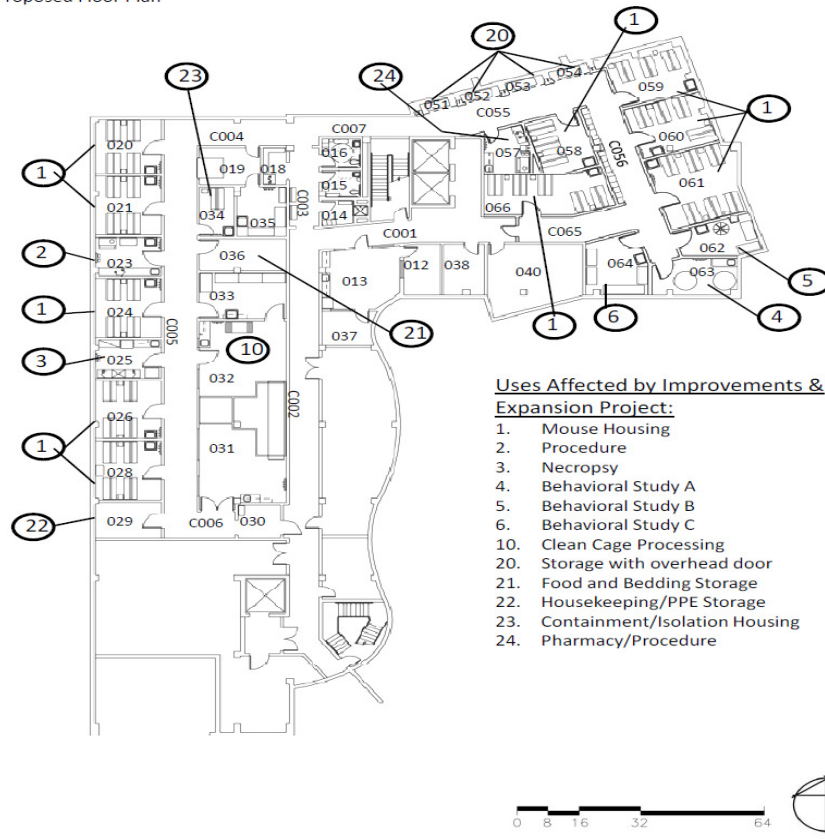 Proposed Floor Plan
1
20
23
24
051
052
053
054
059
C055
C007
C004
020
019
018
016
057
058
C056
060
1
1
015
034
035
C003
014
061
021
066
C001
C065
2
023
036
062
013
012
038
040
064
063
5
1
024
033
C005
6
4
1
21
037
3
025
10
032
026
C002
1
031
028
22
029
C006
030
Uses Affected by Improvements &
Expansion Project:
1. Mouse Housing
2. Procedure
3. Necropsy
4. Behavioral Study A
5. Behavioral Study B
6. Behavioral Study C
10. Clean Cage Processing
20. Storage with overhead door
21. Food and Bedding Storage
22. Housekeeping/PPE Storage
23. Containment/Isolation Housing
24. Pharmacy/Procedure
0 8 16 32 64